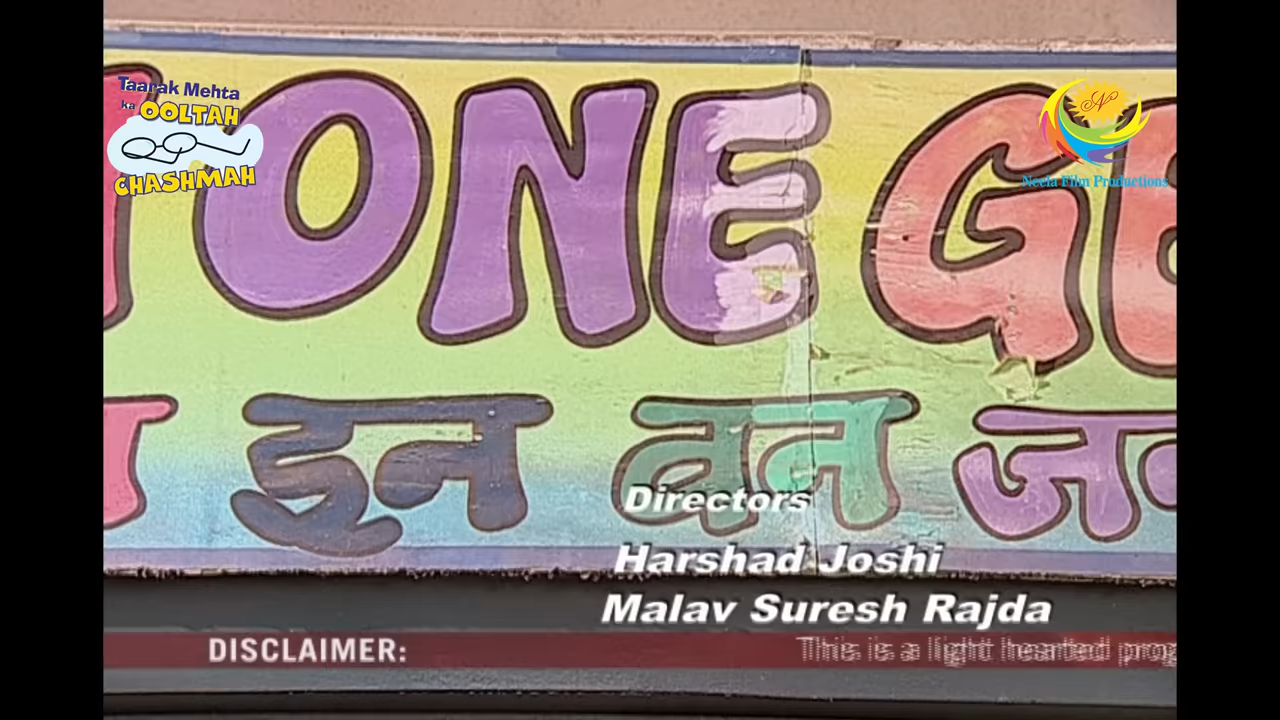 Taarak Mehta
ka OOLTAH
CHASHMAH
Neela Film Productions
ONE
इन वन
Directors
Harshad Joshi
Malav Suresh Rajda
DISCLAIMER: This is a light hearted